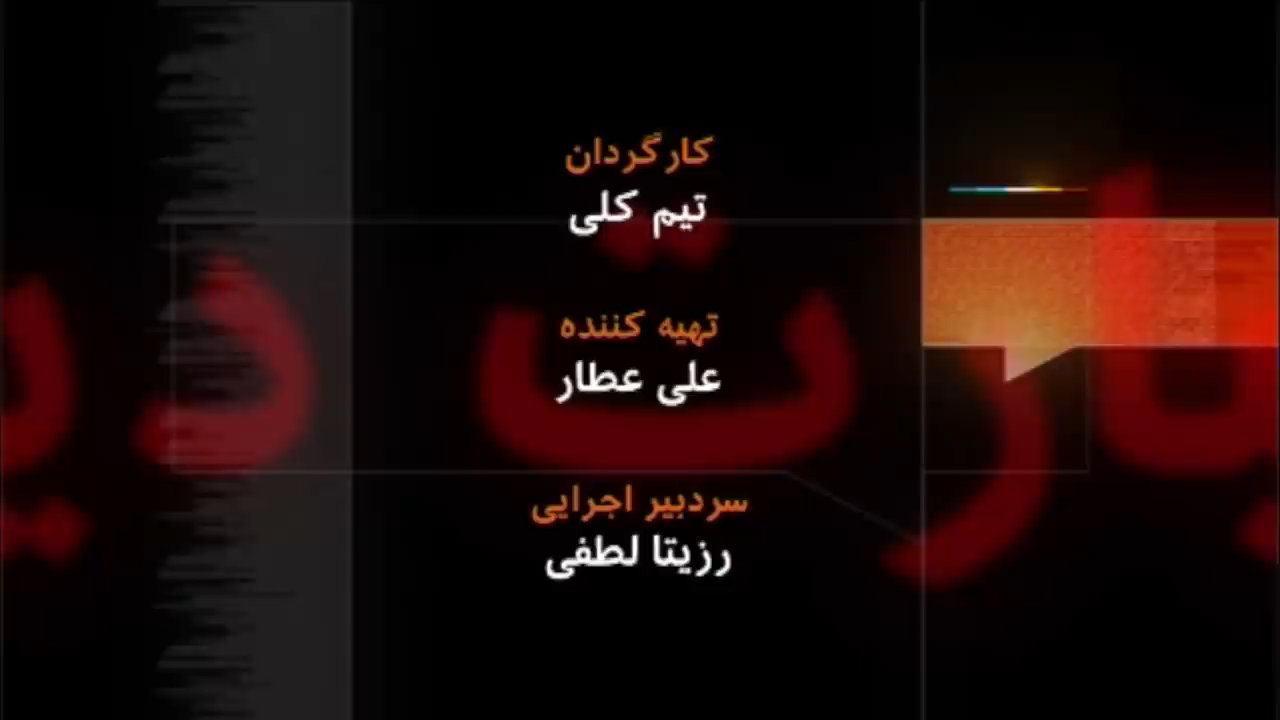 کارگردان
تیم کلی
تهیه کننده
علی عطار
سردبیر اجرایی
رزیتا لطفی